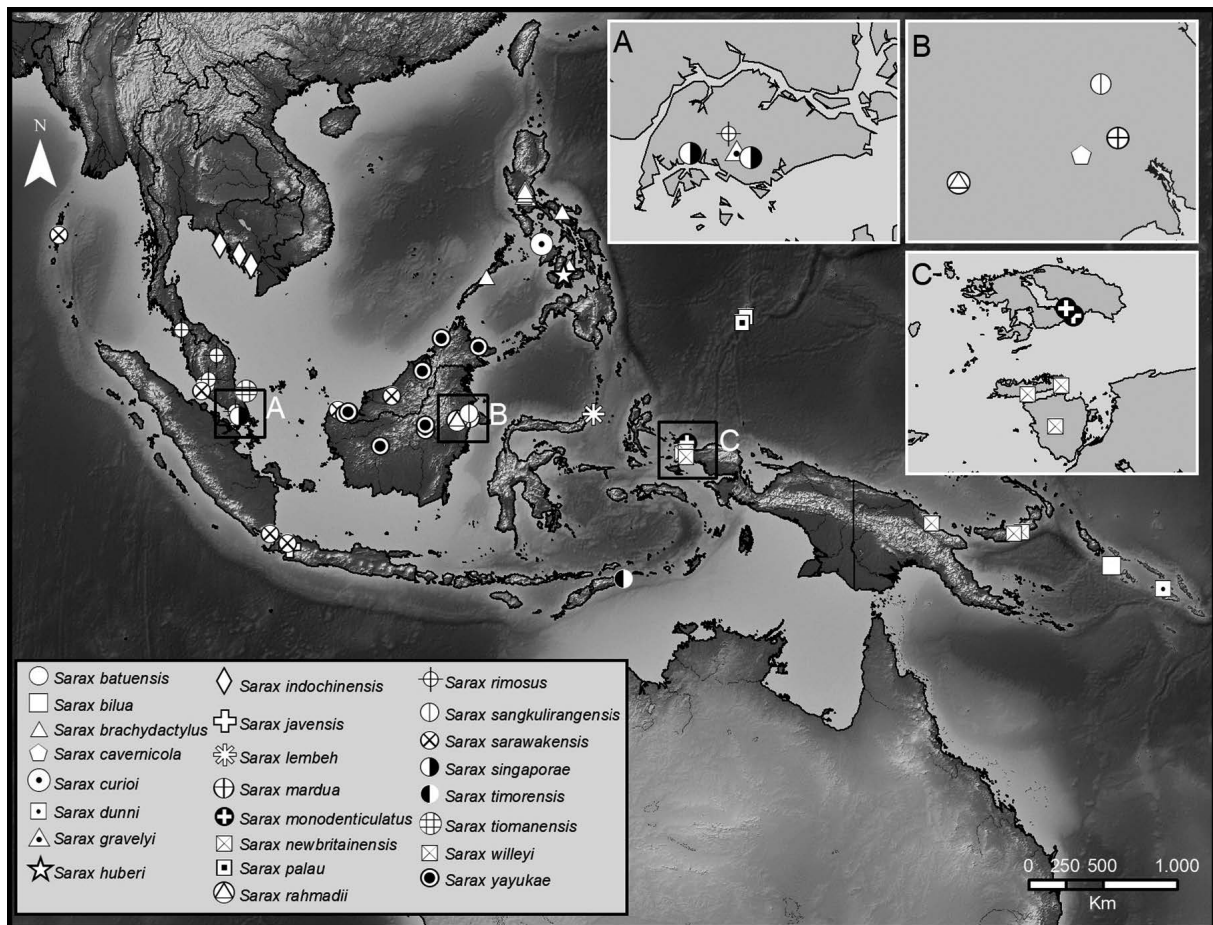 N
A
B
C
A
B
C
Sarax batuensis
Sarax bilua
Sarax brachydactylus
Sarax cavernicola
Sarax curioi
Sarax dunni
Sarax gravelyi
Sarax huberi
Sarax indochinensis
Sarax javensis
Sarax lembeh
Sarax mardua
Sarax monodenticulatus
Sarax newbritainensis
Sarax palau
Sarax rahmadii
Sarax rimosus
Sarax sangkulirangensis
Sarax sarawakensis
Sarax singaporae
Sarax timorensis
Sarax tiomanensis
Sarax willeyi
Sarax yayukae
0 250 500 1.000
Km